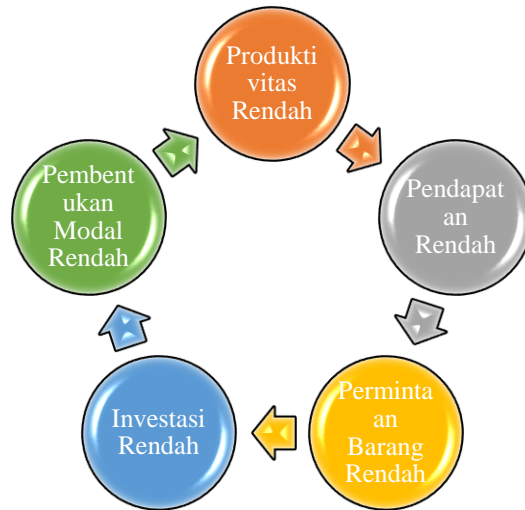 Produkti
vitas
Rendah
Pendapat
an
Rendah
Perminta
an
Barang
Rendah
Investasi
Rendah
Pembent
ukan
Modal
Rendah